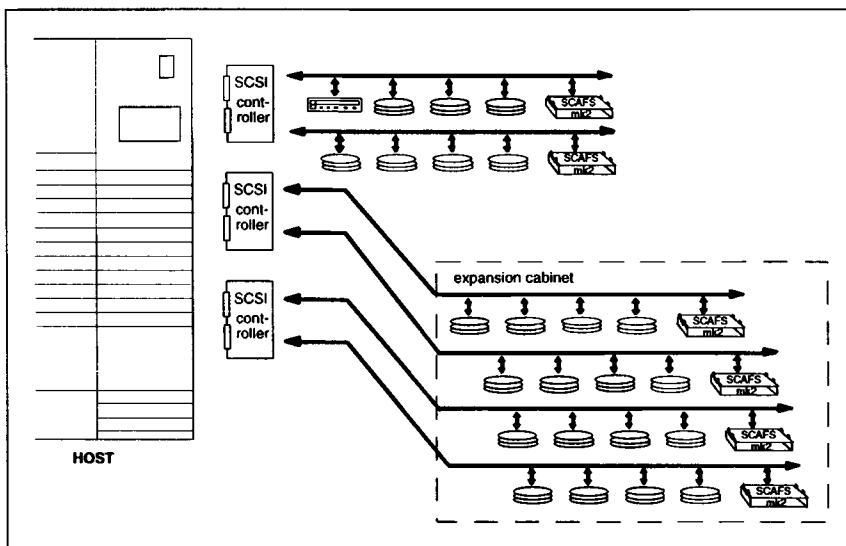 SCSI
cont-
roller
SCAFS
mk2
SCAFS
mk2
SCSI
cont-
roller
expansion cabinet
SCSI
cont-
roller
SCAFS
mk2
SCAFS
mk2
SCAFS
mk2
SCAFS
mk2
HOST